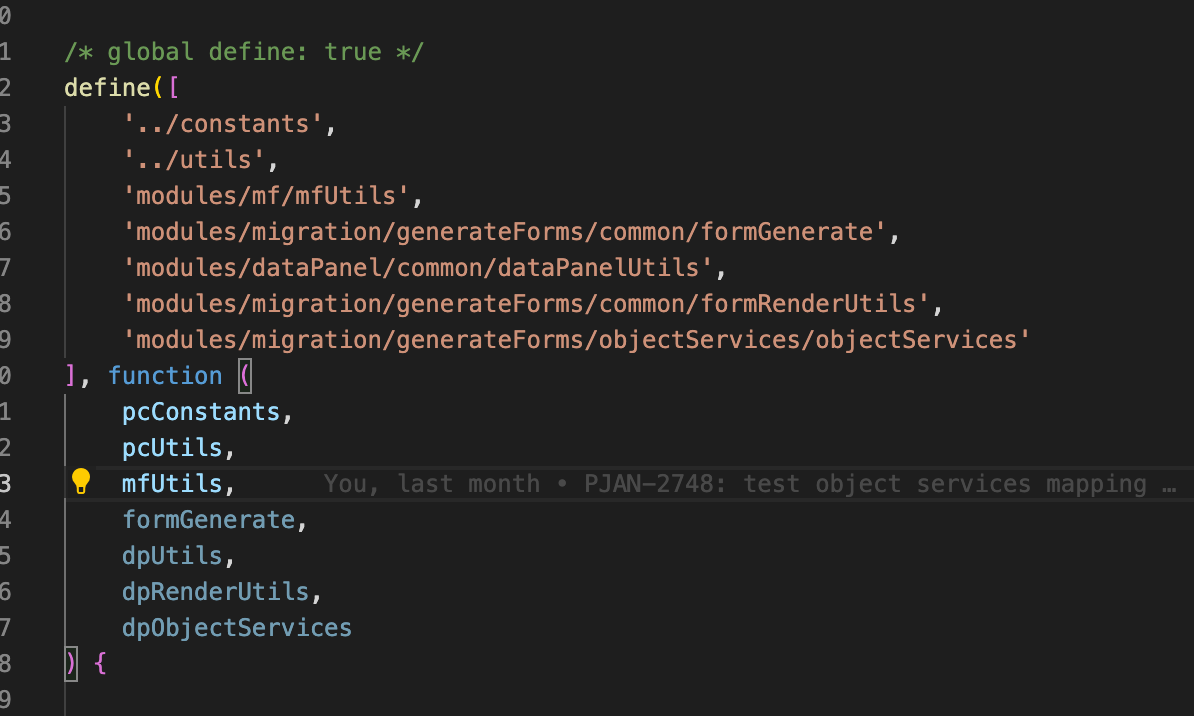 0
1 /* global define: true */
2 define([
3 '../constants',
4 '../utils',
5 'modules/mf/mfUtils',
6 'modules/migration/generateForms/common/formGenerate',
7 'modules/dataPanel/common/dataPanelUtils',
8 'modules/migration/generateForms/common/formRenderUtils',
9 'modules/migration/generateForms/objectServices/objectServices'
0 ], function (
1 pcConstants,
2 pcUtils,
3 mfUtils, You, last month • PJAN-2748: test object services mapping …
4 formGenerate,
5 dpUtils,
6 dpRenderUtils,
7 dpObjectServices
8 ) {
9